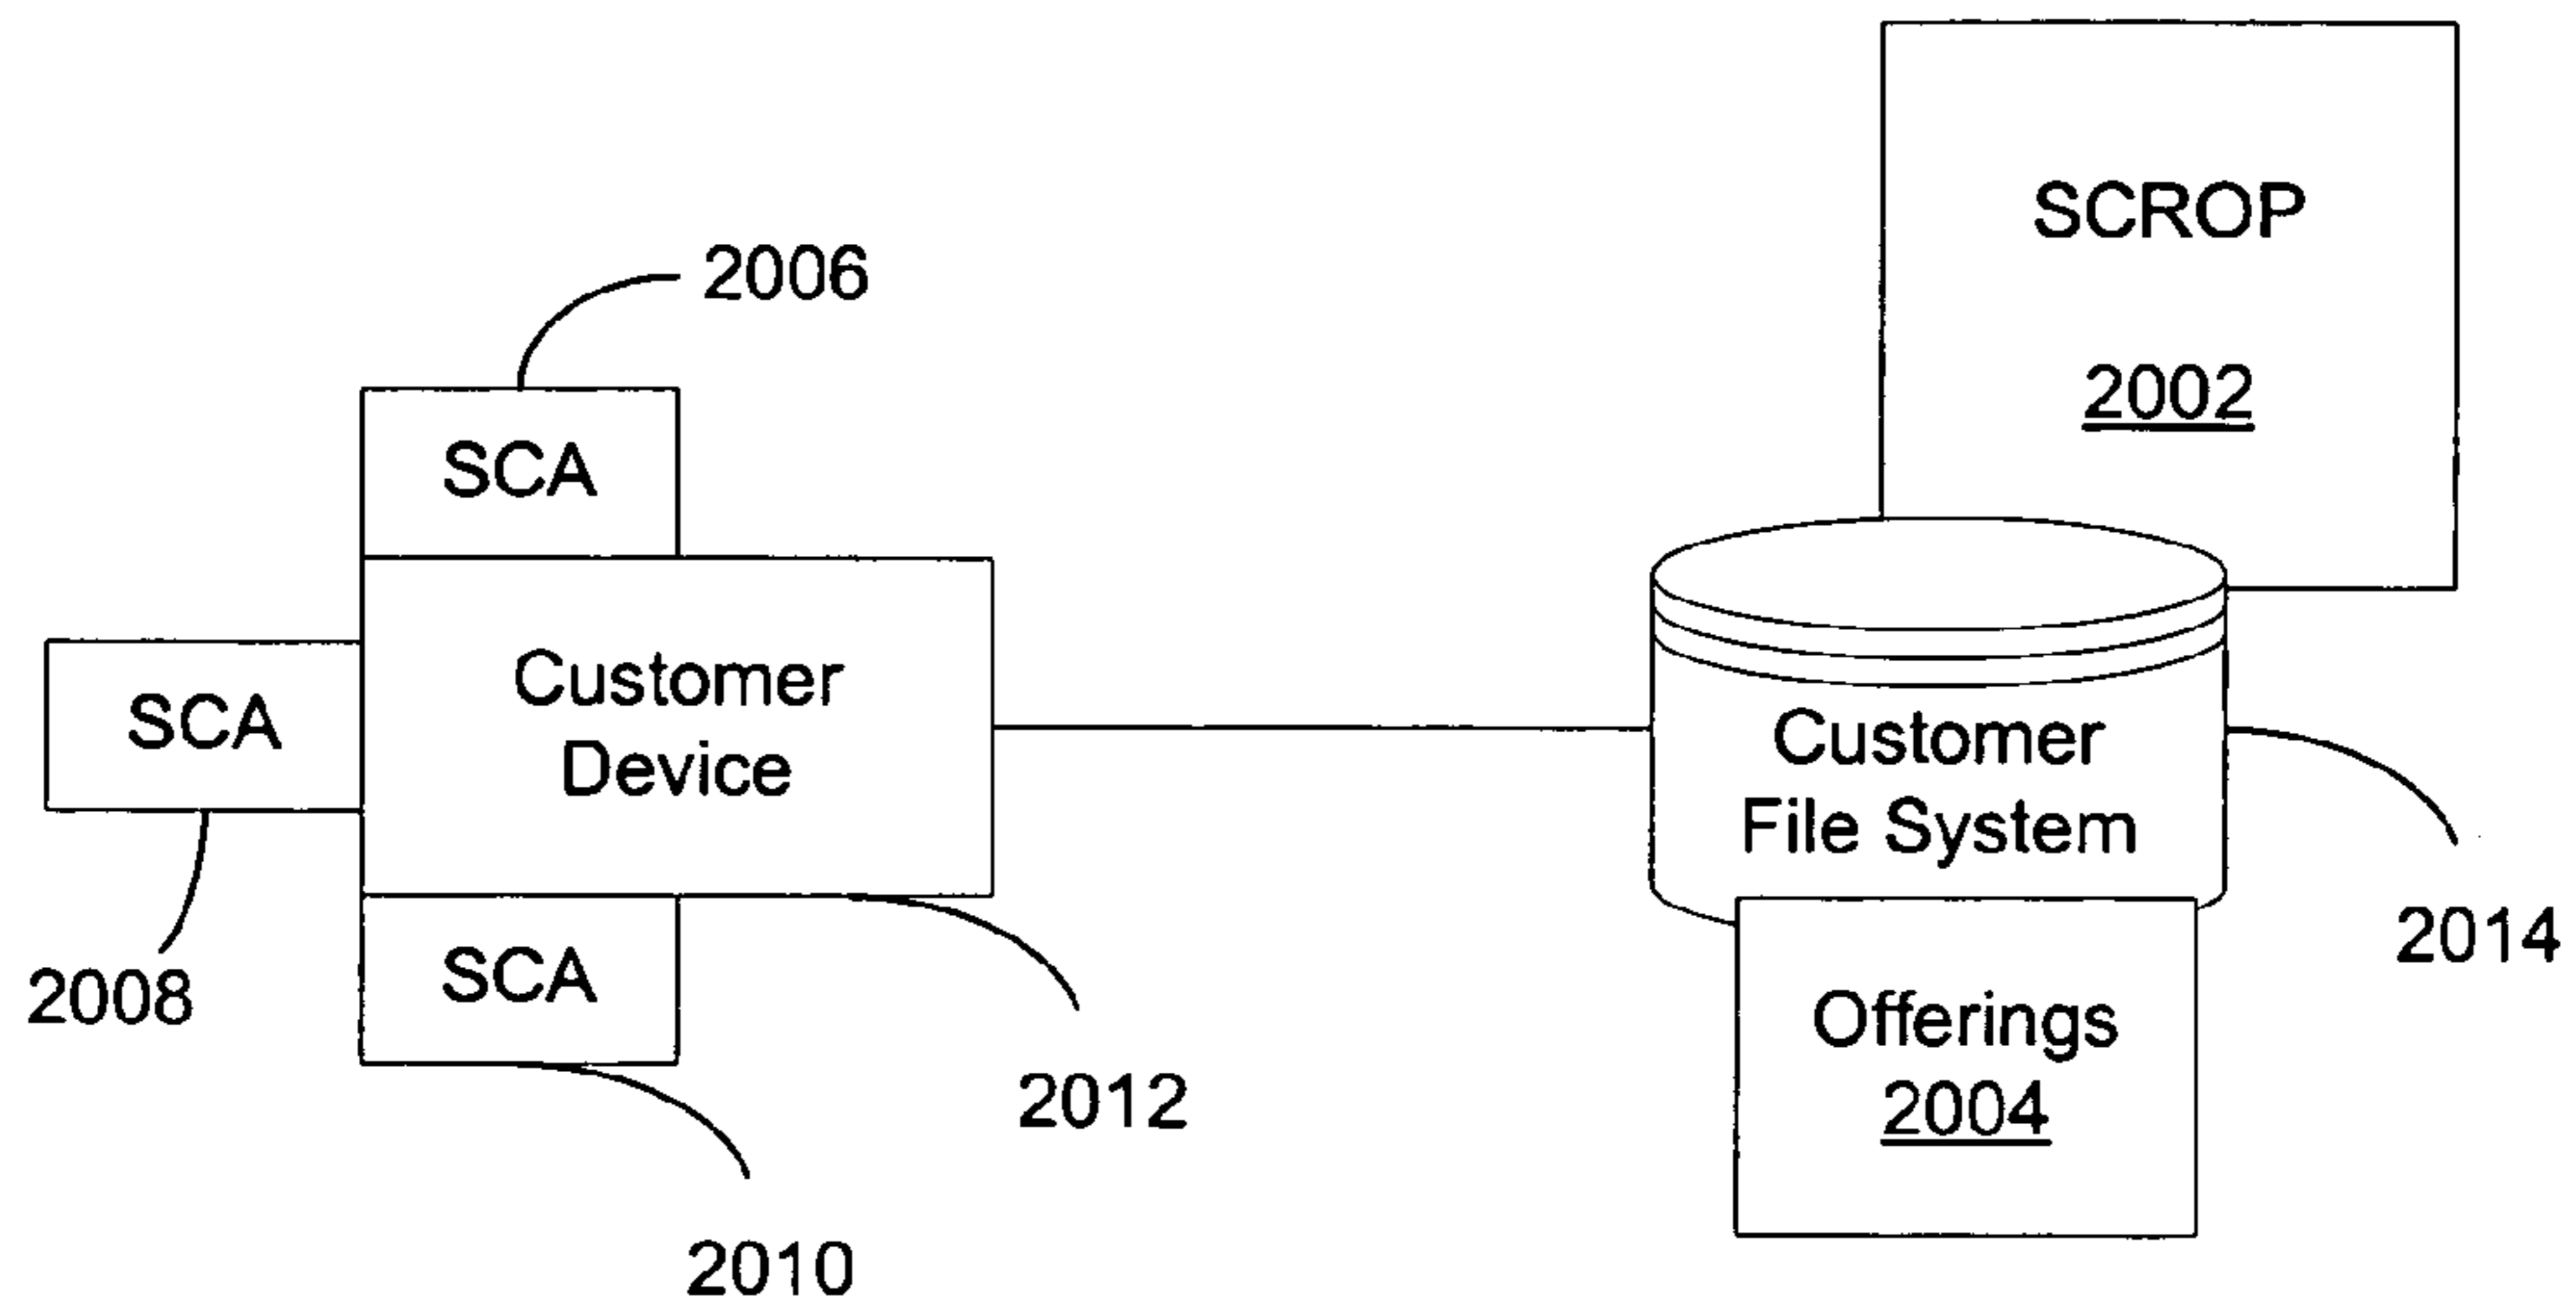 SCROP
2002
2006
SCA
Customer
Device
SCA
2008
SCA
2010
2012
Customer
File System
2014
Offerings
2004